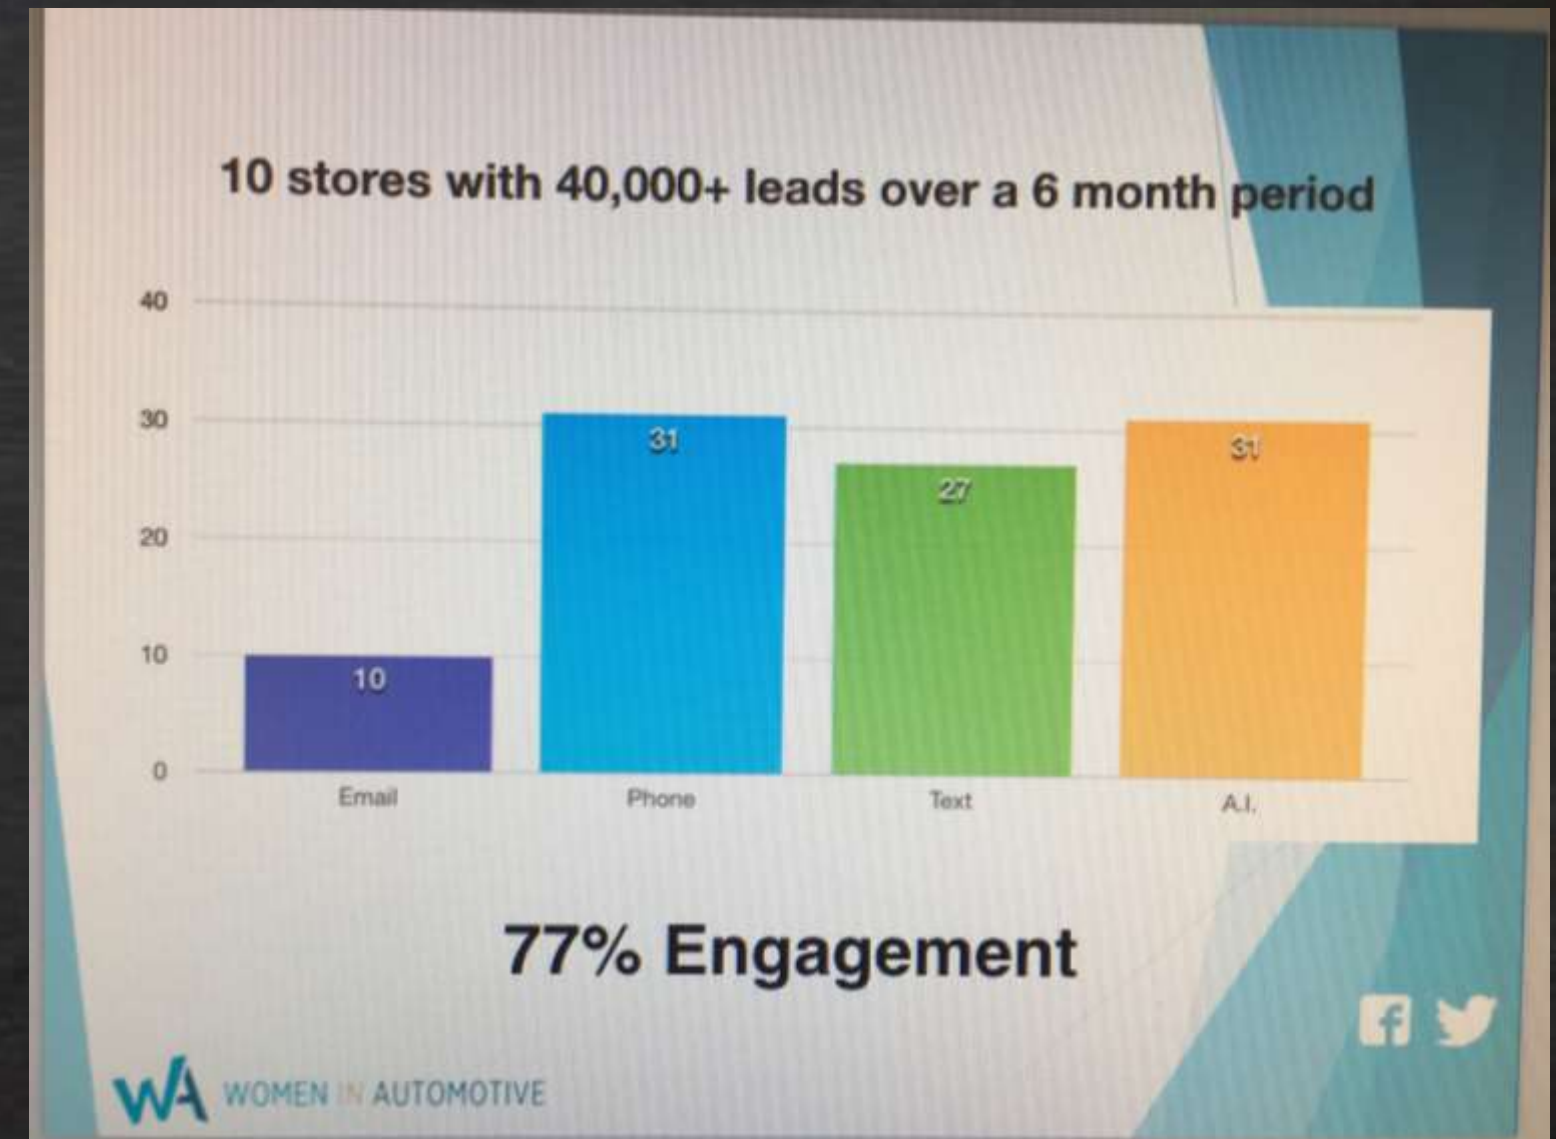 10 stores with 40,000+ leads over a 6 month period
40
30
20
10
0
10
31
27
31
Email Phone Text A.I.
77% Engagement
WA WOMEN IN AUTOMOTIVE